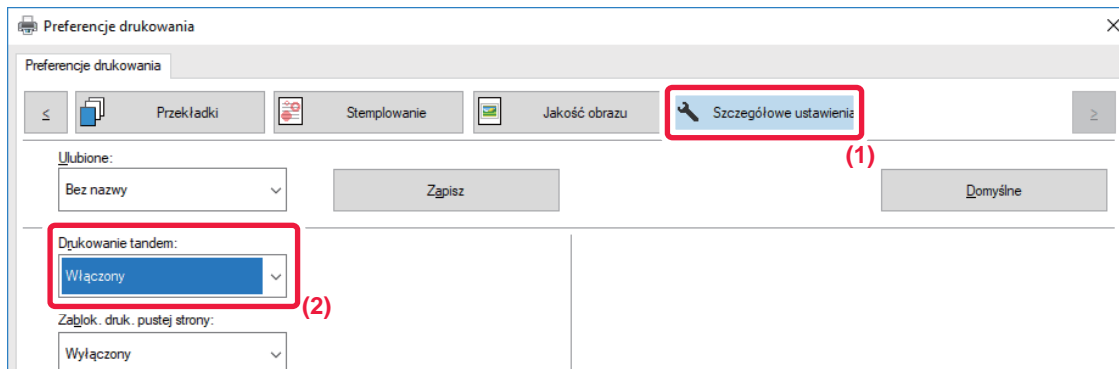 Preferencje drukowania
Preferencje drukowania
< Przekładki Stemplowanie Jakość obrazu Szczegółowe ustawienia >
(1)
Ulubione:
Bez nazwy Zapisz Domyślne
Drukowanie tandem:
Włączony
(2)
Zablok. druk. pustej strony:
Wyłączony